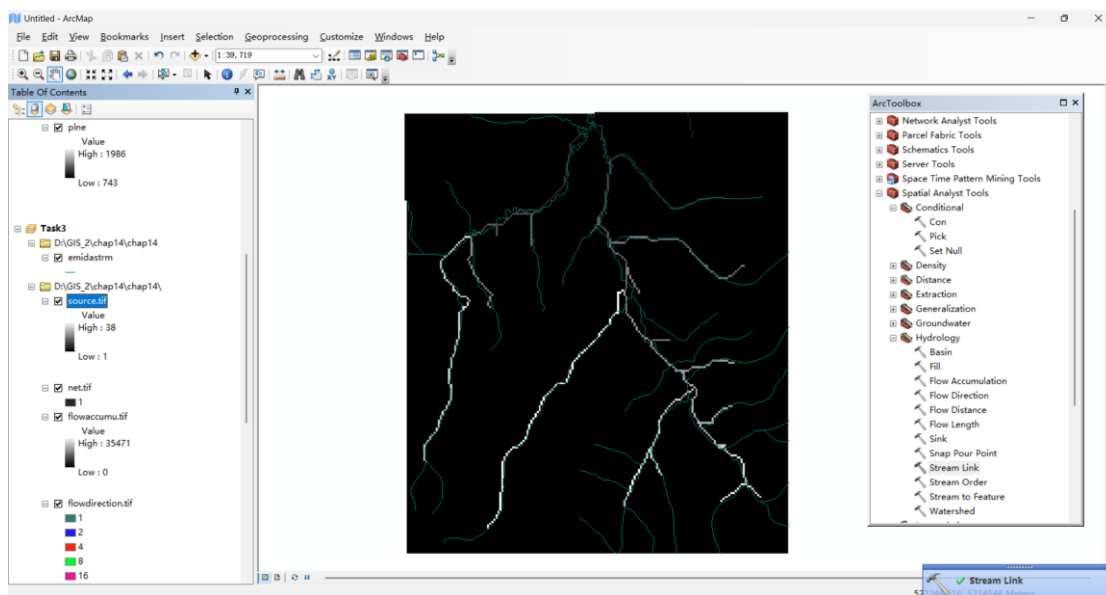 Untitled - ArcMap
File Edit View Bookmarks Insert Selection Geoprocessing Customize Windows Help
1:39,719
Table Of Contents
plne
Value
High : 1986
Low : 743
Task3
D:\GIS_2\chap14\chap14
emidastrm
D:\GIS_2\chap14\chap14\
source.tif
Value
High : 38
Low : 1
net.tif
1
flowaccumu.tif
Value
High : 35471
Low : 0
flowdirection.tif
1
2
4
8
16
ArcToolbox
Network Analyst Tools
Parcel Fabric Tools
Schematics Tools
Server Tools
Space Time Pattern Mining Tools
Spatial Analyst Tools
Conditional
Con
Pick
Set Null
Density
Distance
Extraction
Generalization
Groundwater
Hydrology
Basin
Fill
Flow Accumulation
Flow Direction
Flow Distance
Flow Length
Sink
Snap Pour Point
Stream Link
Stream Order
Stream to Feature
Watershed
Stream Link